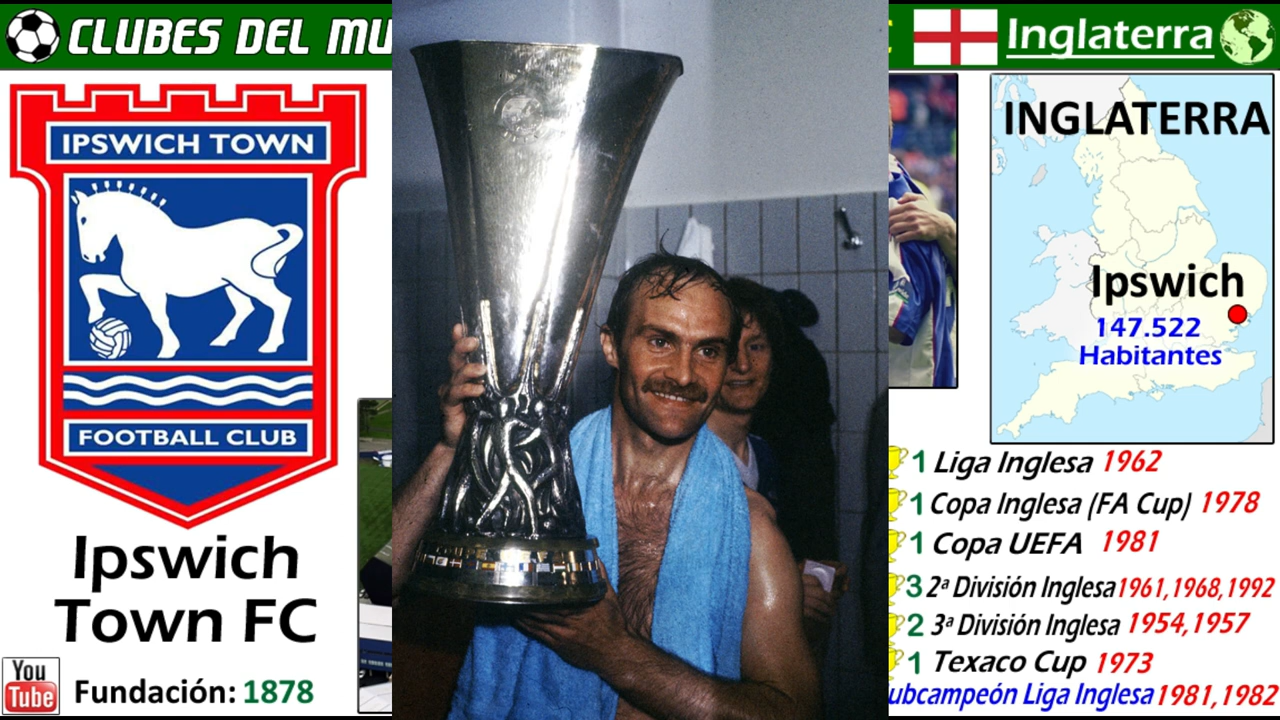 CLUBES DEL MU
Inglaterra
IPSWICH TOWN
FOOTBALL CLUB
Ipswich
Town FC
You
Tube
Fundación: 1878
INGLATERRA
Ipswich
147.522
Habitantes
1 Liga Inglesa 1962
1 Copa Inglesa (FA Cup) 1978
1 Copa UEFA 1981
3 2ª División Inglesa 1961,1968,1992
2 3ª División Inglesa 1954,1957
1 Texaco Cup 1973
ubcampeón Liga Inglesa 1981,1982